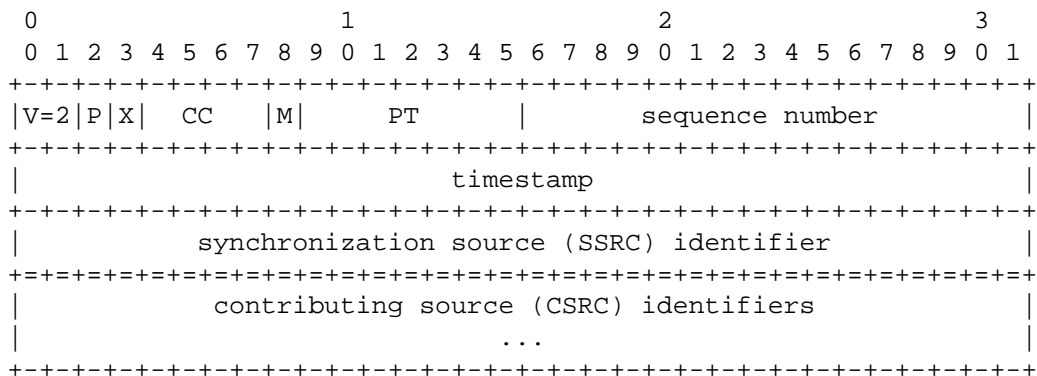 0                   1                   2                   3
 0 1 2 3 4 5 6 7 8 9 0 1 2 3 4 5 6 7 8 9 0 1 2 3 4 5 6 7 8 9 0 1
+-+-+-+-+-+-+-+-+-+-+-+-+-+-+-+-+-+-+-+-+-+-+-+-+-+-+-+-+-+-+-+-+
|V=2|P|X|  CC   |M|     PT      |       sequence number         |
+-+-+-+-+-+-+-+-+-+-+-+-+-+-+-+-+-+-+-+-+-+-+-+-+-+-+-+-+-+-+-+-+
|                           timestamp                           |
+-+-+-+-+-+-+-+-+-+-+-+-+-+-+-+-+-+-+-+-+-+-+-+-+-+-+-+-+-+-+-+-+
|           synchronization source (SSRC) identifier            |
+=+=+=+=+=+=+=+=+=+=+=+=+=+=+=+=+=+=+=+=+=+=+=+=+=+=+=+=+=+=+=+=+
|            contributing source (CSRC) identifiers             |
|                              ...                              |
+-+-+-+-+-+-+-+-+-+-+-+-+-+-+-+-+-+-+-+-+-+-+-+-+-+-+-+-+-+-+-+-+